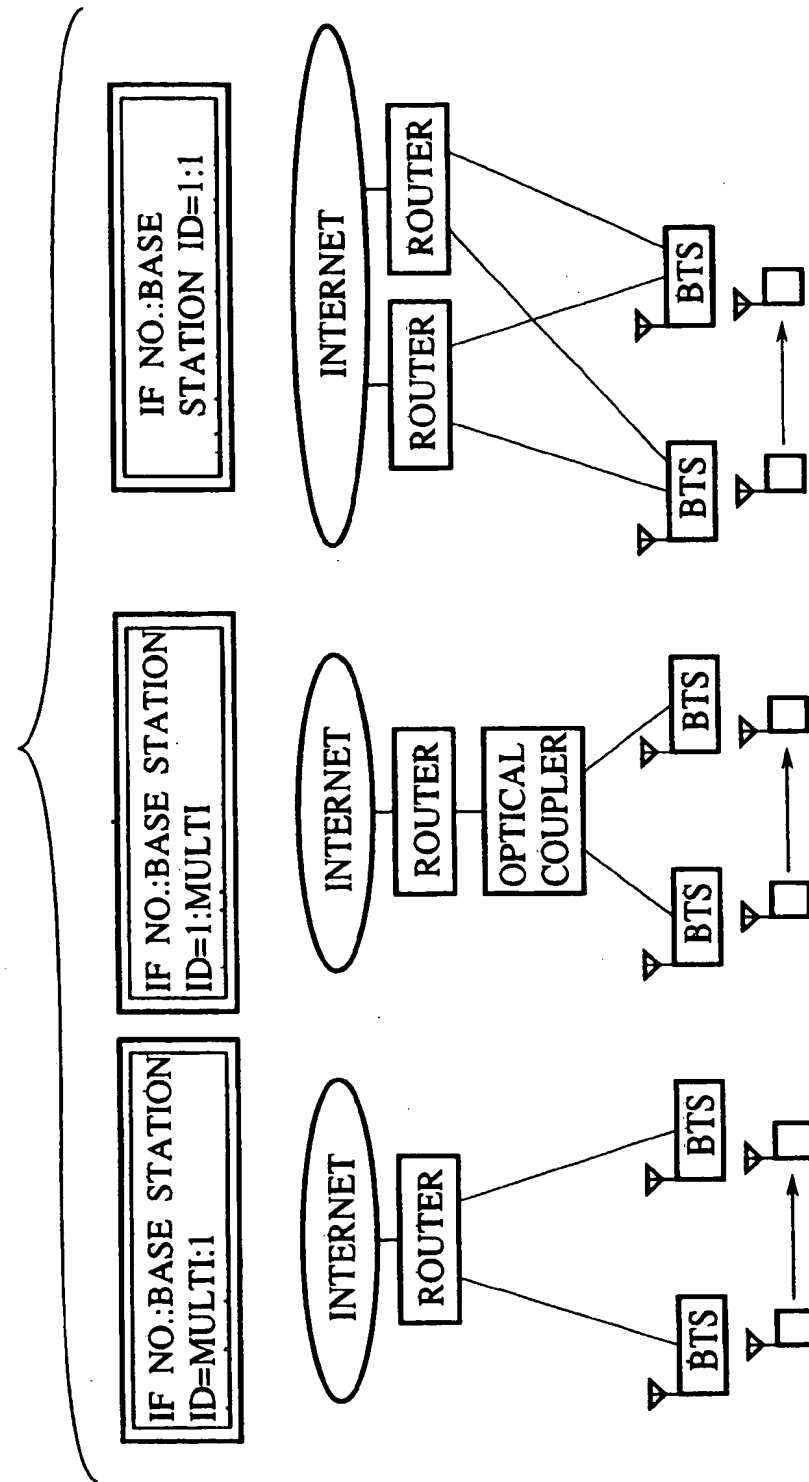 IF NO.:BASE STATION
ID=MULTI:1
INTERNET
ROUTER
BTS
BTS
IF NO.:BASE STATION
ID=1:MULTI
INTERNET
ROUTER
OPTICAL
COUPLER
BTS
BTS
IF NO.:BASE
STATION ID=1:1
INTERNET
ROUTER
ROUTER
BTS
BTS